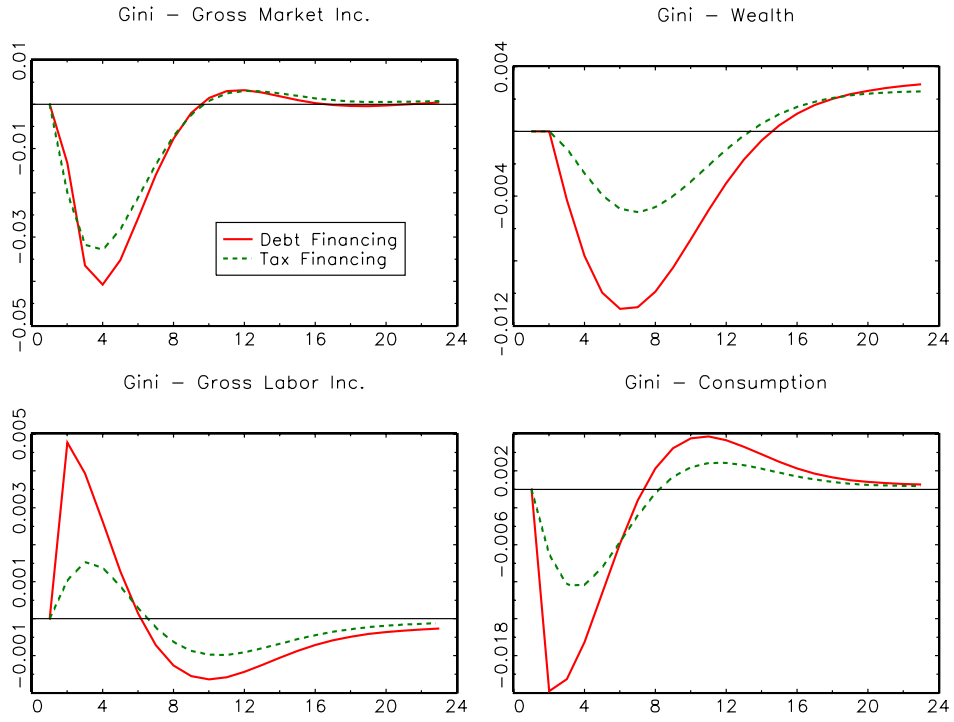 Gini – Gross Market Inc.
0.01
-0.01
-0.03
-0.05
0 4 8 12 16 20 24
Debt Financing
Tax Financing
Gini – Wealth
0.004
-0.004
-0.012
0 4 8 12 16 20 24
Gini – Gross Labor Inc.
0.005
0.003
0.001
-0.001
0 4 8 12 16 20 24
Gini – Consumption
0.002
-0.006
-0.018
0 4 8 12 16 20 24